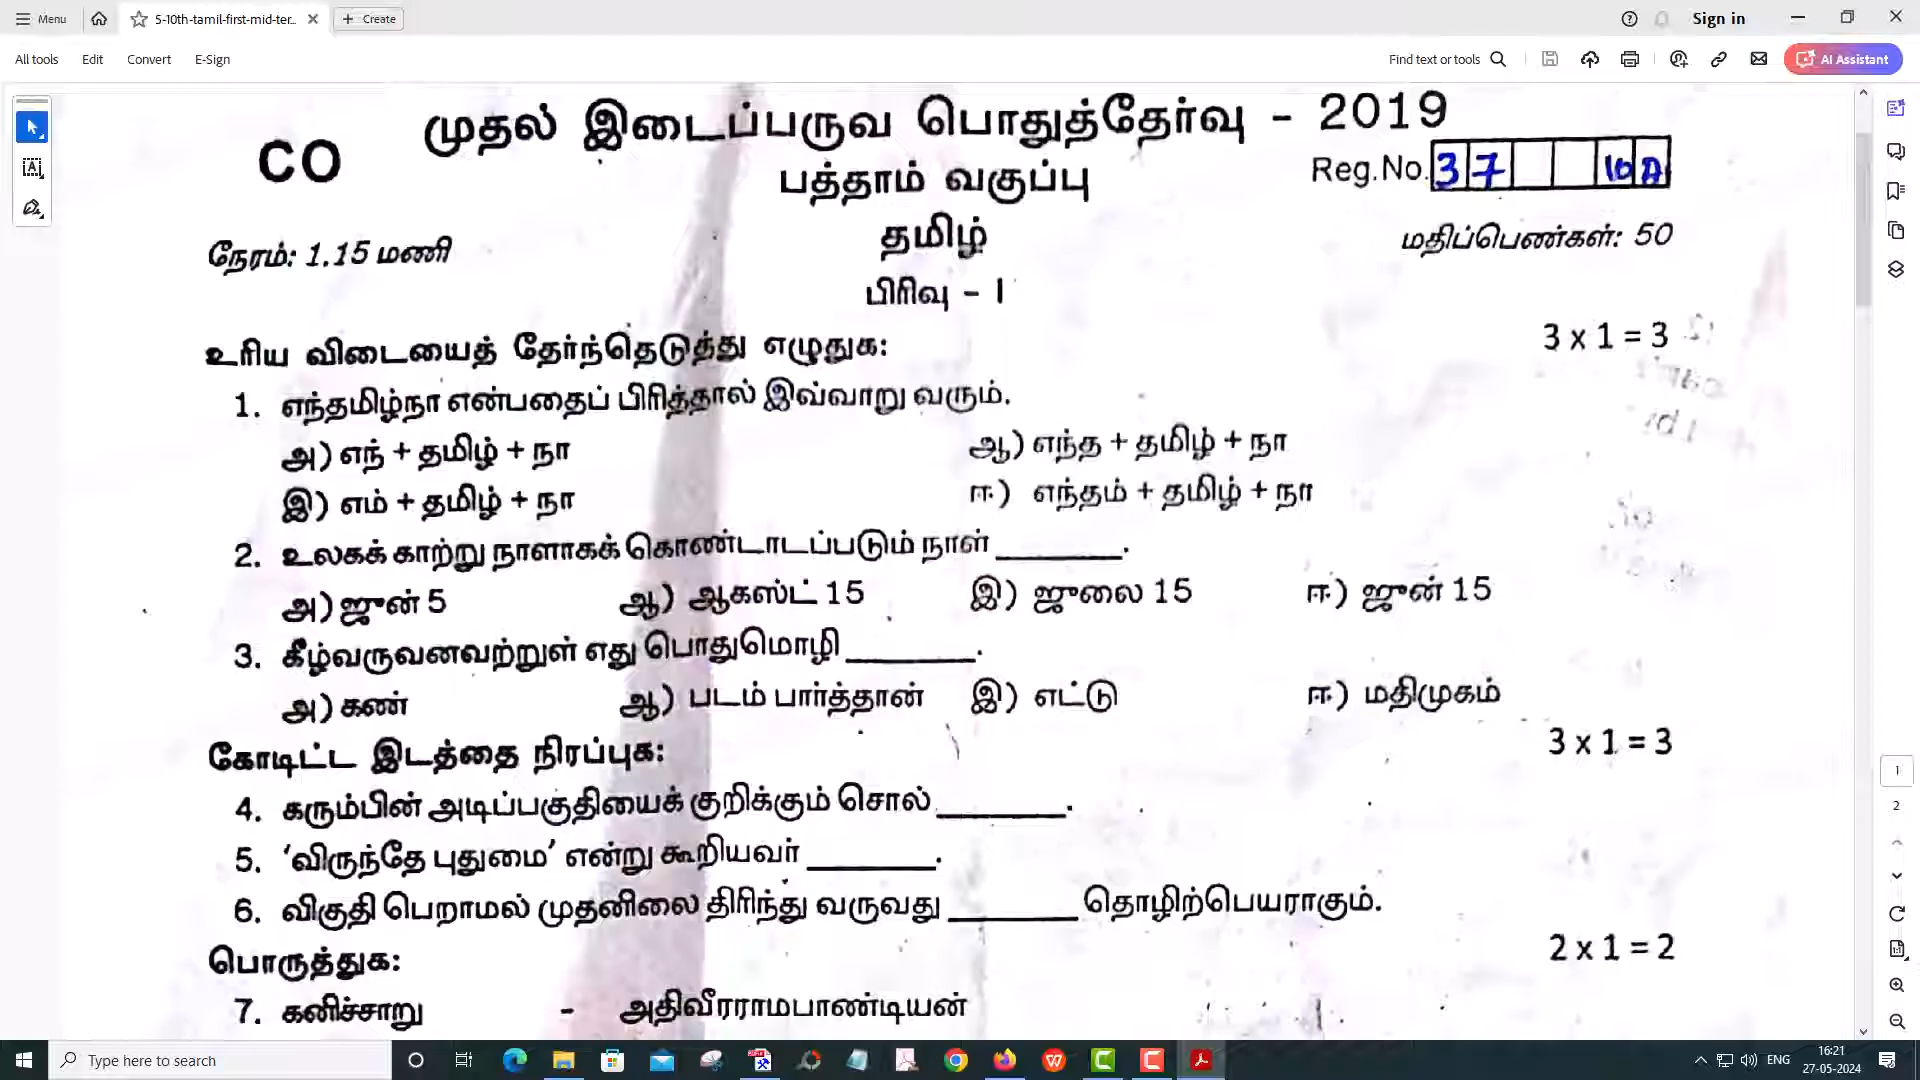 Menu
5-10th-tamil-first-mid-ter...
Create
Sign in
All tools
Edit
Convert
E-Sign
Find text or tools
AI Assistant
முதல் இடைப்பருவ பொதுத்தேர்வு - 2019
CO
பத்தாம் வகுப்பு
Reg.No. 3 7 10 A
தமிழ்
நேரம்: 1.15 மணி
மதிப்பெண்கள்: 50
பிரிவு - I
உரிய விடையைத் தேர்ந்தெடுத்து எழுதுக: 3 x 1 = 3
1. எந்தமிழ்நா என்பதைப் பிரித்தால் இவ்வாறு வரும்.
அ) எந் + தமிழ் + நா ஆ) எந்த + தமிழ் + நா
இ) எம் + தமிழ் + நா ஈ) எந்தம் + தமிழ் + நா
2. உலகக் காற்று நாளாகக் கொண்டாடப்படும் நாள் ________.
அ) ஜுன் 5 ஆ) ஆகஸ்ட் 15 இ) ஜுலை 15 ஈ) ஜுன் 15
3. கீழ்வருவனவற்றுள் எது பொதுமொழி ________.
அ) கண் ஆ) படம் பார்த்தான் இ) எட்டு ஈ) மதிமுகம்
கோடிட்ட இடத்தை நிரப்புக: 3 x 1 = 3
4. கரும்பின் அடிப்பகுதியைக் குறிக்கும் சொல் ________.
5. 'விருந்தே புதுமை' என்று கூறியவர் ________.
6. விகுதி பெறாமல் முதனிலை திரிந்து வருவது ________ தொழிற்பெயராகும்.
பொருத்துக: 2 x 1 = 2
7. கனிச்சாறு - அதிவீரராமபாண்டியன்
1
2
Type here to search
ENG
16:21
27-05-2024